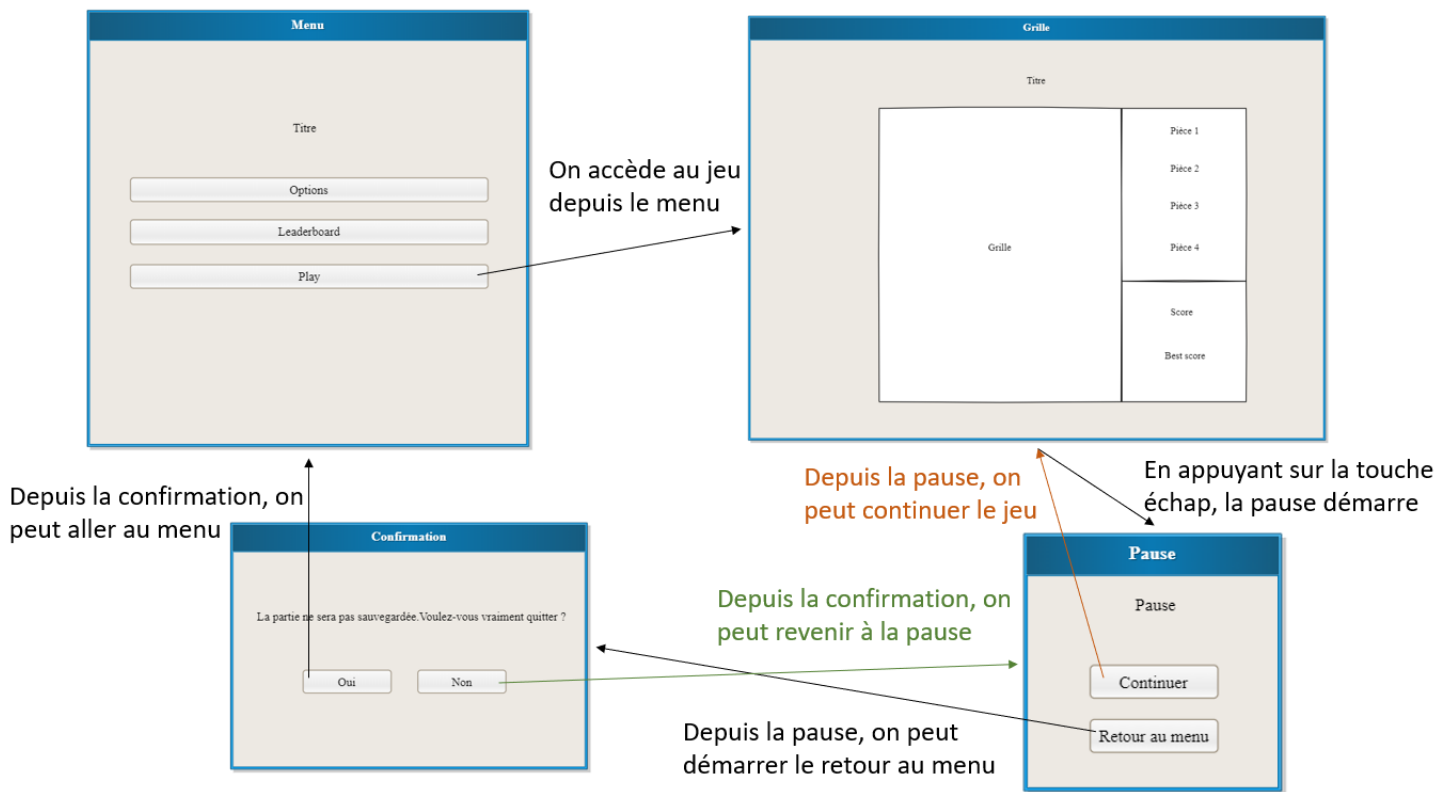 Menu
Titre
Options
Leaderboard
Play
On accède au jeu
depuis le menu
Grille
Titre
Grille
Pièce 1
Pièce 2
Pièce 3
Pièce 4
Score
Best score
Depuis la confirmation, on
peut aller au menu
Depuis la pause, on
peut continuer le jeu
En appuyant sur la touche
échap, la pause démarre
Confirmation
La partie ne sera pas sauvegardée.Voulez-vous vraiment quitter ?
Oui
Non
Depuis la confirmation, on
peut revenir à la pause
Depuis la pause, on peut
démarrer le retour au menu
Pause
Pause
Continuer
Retour au menu